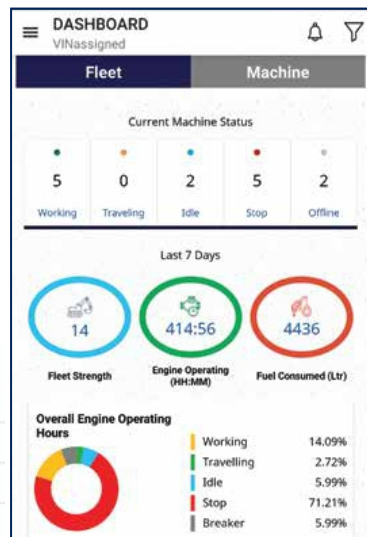 DASHBOARD
VINassigned
Fleet
Machine
Current Machine Status
5
0
2
5
2
Working
Traveling
Idle
Stop
Offline
Last 7 Days
14
414:56
4436
Fleet Strength
Engine Operating
(HH:MM)
Fuel Consumed (Ltr)
Overall Engine Operating
Hours
Working 14.09%
Travelling 2.72%
Idle 5.99%
Stop 71.21%
Breaker 5.99%